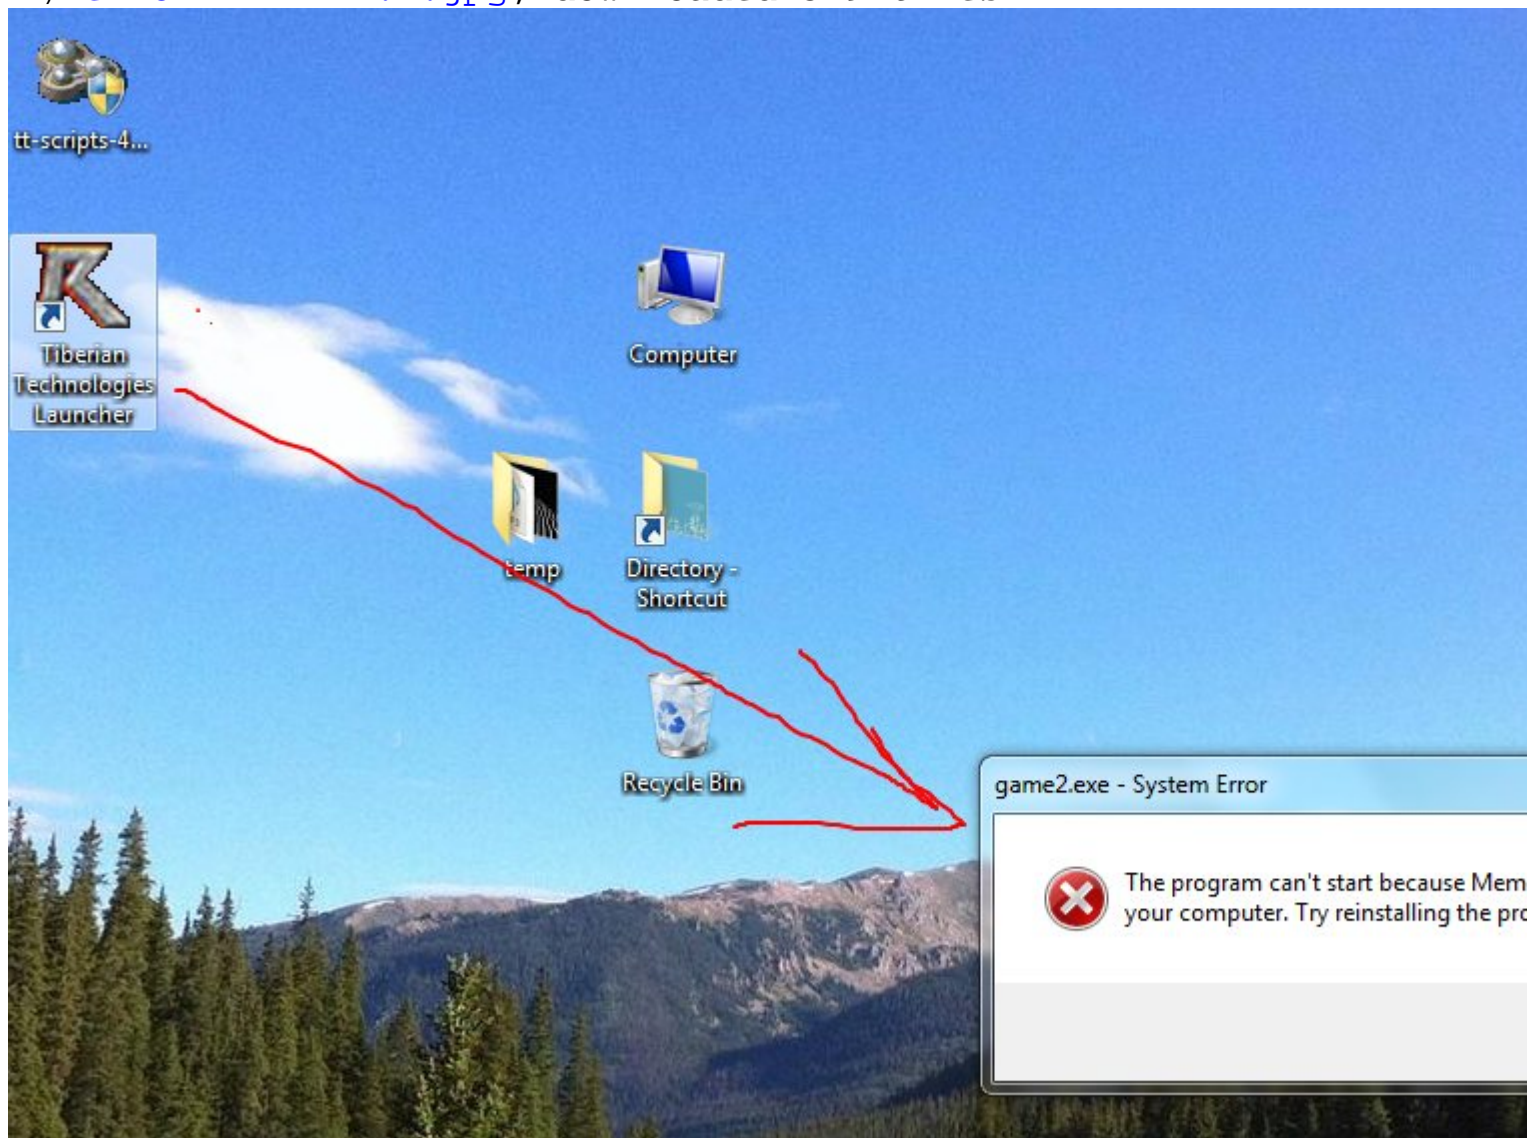 tt-scripts-4...
Tiberian
Technologies
Launcher
Computer
temp
Directory -
Shortcut
Recycle Bin
game2.exe - System Error
The program can't start because Mem
your computer. Try reinstalling the pro